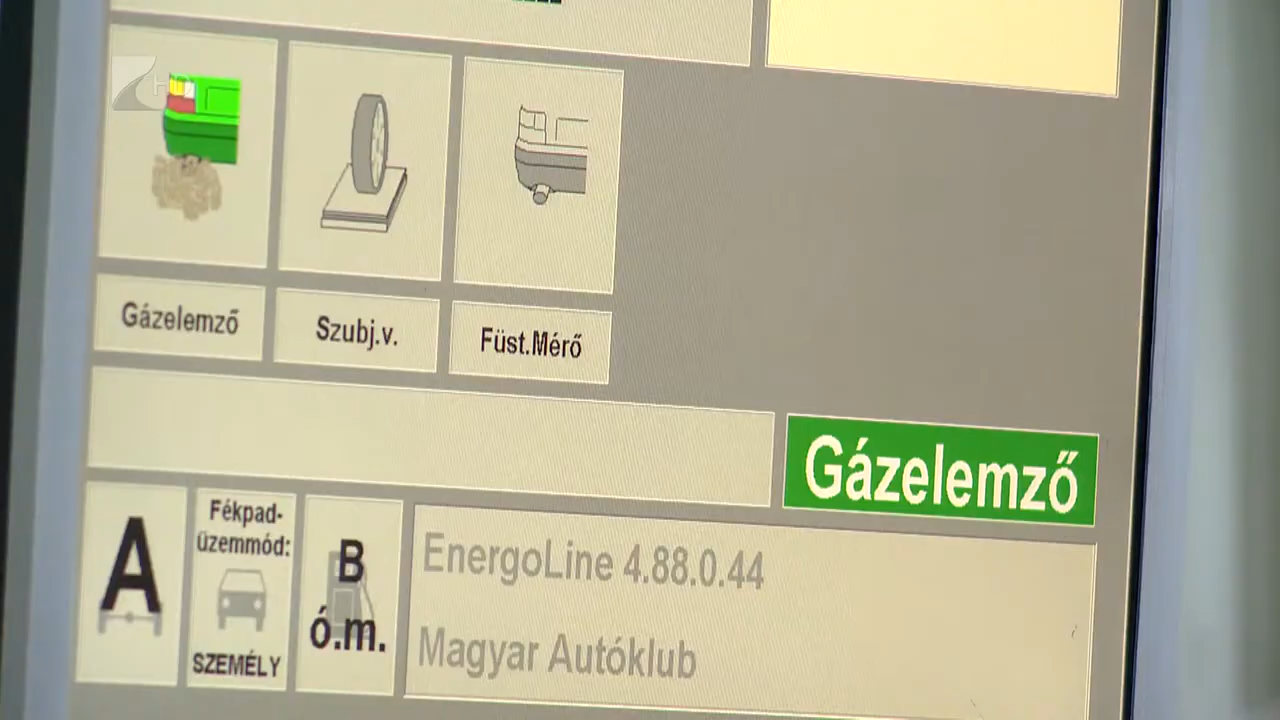 Gázelemző
Szubj.v.
Füst.Mérő
Gázelemző
A
Fékpad-
üzemmód:
SZEMÉLY
B
ó.m.
EnergoLine 4.88.0.44
Magyar Autóklub